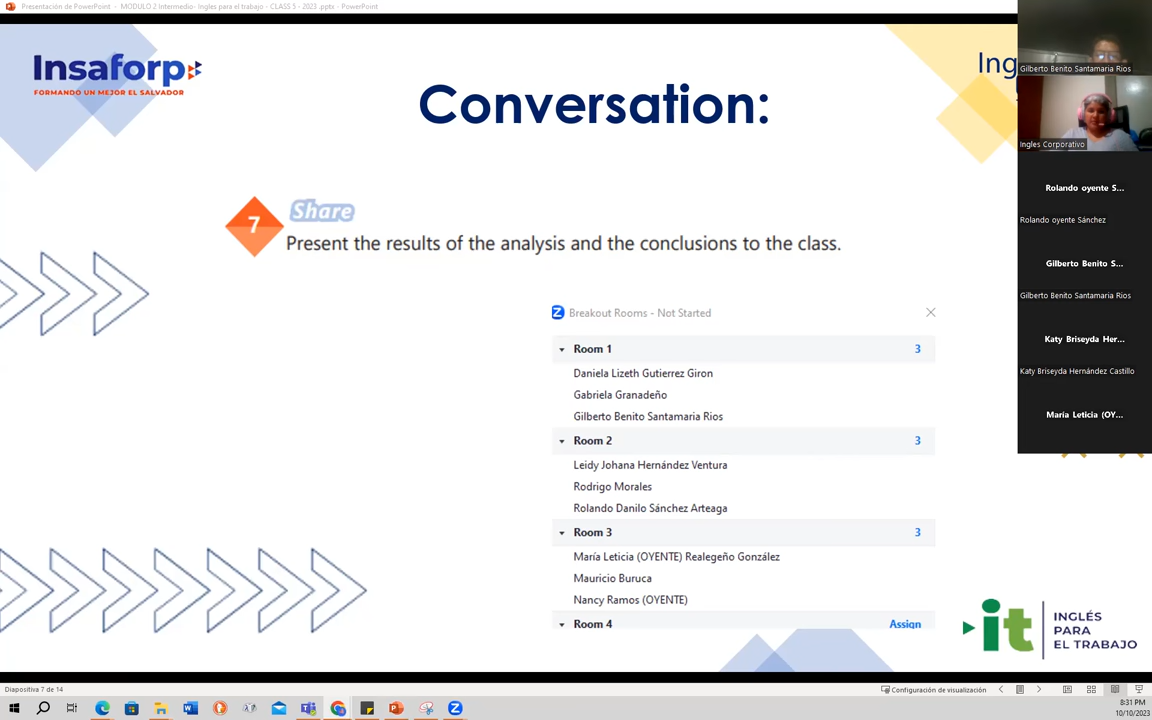 Presentación de PowerPoint - MODULO 2 Intermedio- Ingles para el trabajo - CLASS 5 - 2023 .pptx - PowerPoint
Insaforp
FORMANDO UN MEJOR EL SALVADOR
Ing
Conversation:
7
Share
Present the results of the analysis and the conclusions to the class.
Breakout Rooms - Not Started
Room 1 3
Daniela Lizeth Gutierrez Giron
Gabriela Granadeño
Gilberto Benito Santamaria Rios
Room 2 3
Leidy Johana Hernández Ventura
Rodrigo Morales
Rolando Danilo Sánchez Arteaga
Room 3 3
María Leticia (OYENTE) Realegeño González
Mauricio Buruca
Nancy Ramos (OYENTE)
Room 4 Assign
Gilberto Benito Santamaria Rios
Ingles Corporativo
Rolando oyente S...
Rolando oyente Sánchez
Gilberto Benito S...
Gilberto Benito Santamaria Rios
Katy Briseyda Her...
Katy Briseyda Hernández Castillo
María Leticia (OY...
it
INGLÉS
PARA
EL TRABAJO
Diapositiva 7 de 14
Configuración de visualización
8:31 PM
10/10/2023